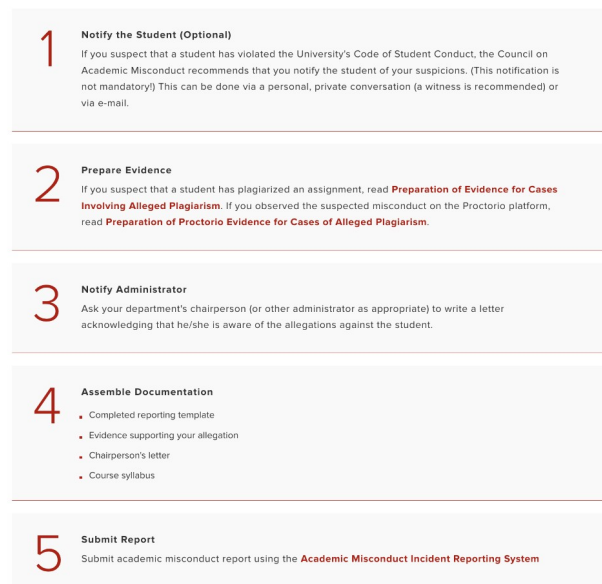 1
Notify the Student (Optional)
If you suspect that a student has violated the University's Code of Student Conduct, the Council on
Academic Misconduct recommends that you notify the student of your suspicions. (This notification is
not mandatory!) This can be done via a personal, private conversation (a witness is recommended) or
via e-mail.
2
Prepare Evidence
If you suspect that a student has plagiarized an assignment, read Preparation of Evidence for Cases
Involving Alleged Plagiarism. If you observed the suspected misconduct on the Proctorio platform,
read Preparation of Proctorio Evidence for Cases of Alleged Plagiarism.
3
Notify Administrator
Ask your department's chairperson (or other administrator as appropriate) to write a letter
acknowledging that he/she is aware of the allegations against the student.
4
Assemble Documentation
Completed reporting template
Evidence supporting your allegation
Chairperson's letter
Course syllabus
5
Submit Report
Submit academic misconduct report using the Academic Misconduct Incident Reporting System